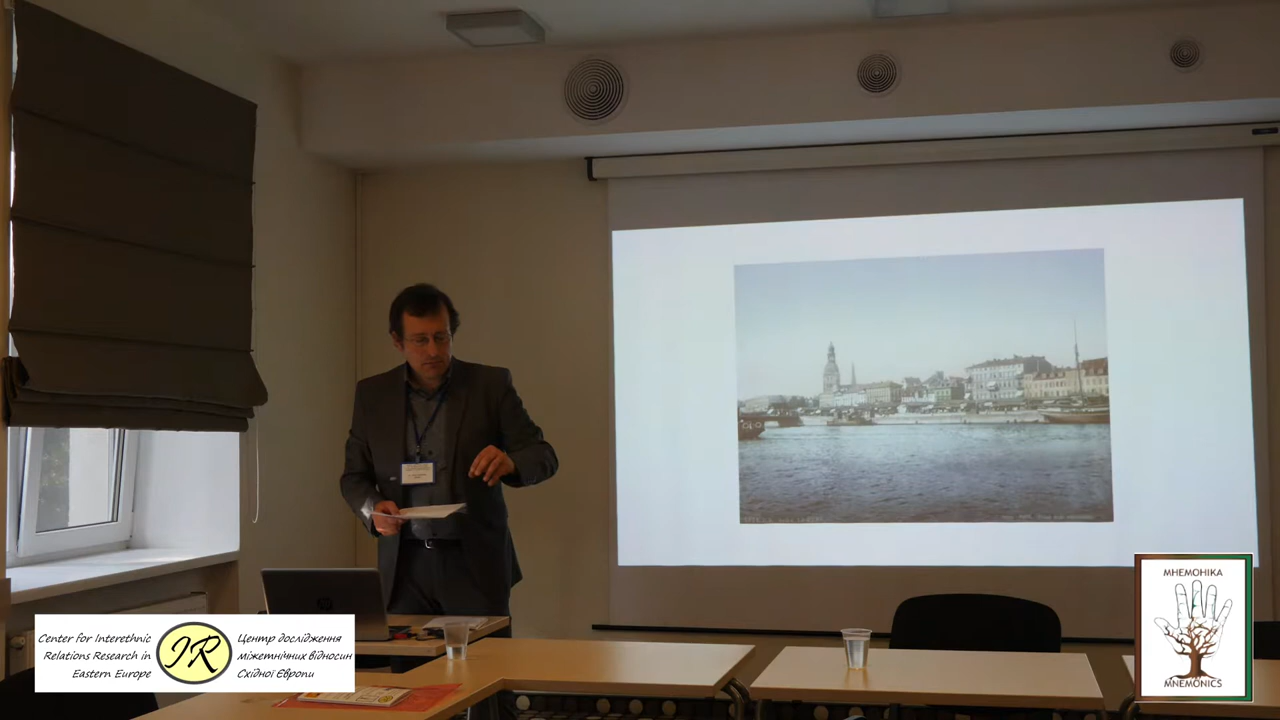 Center for Interethnic
Relations Research in
Eastern Europe
IR
Центр дослідження
міжетнічних відносин
Східної Європи
МНЕМОНІКА
MNEMONICS